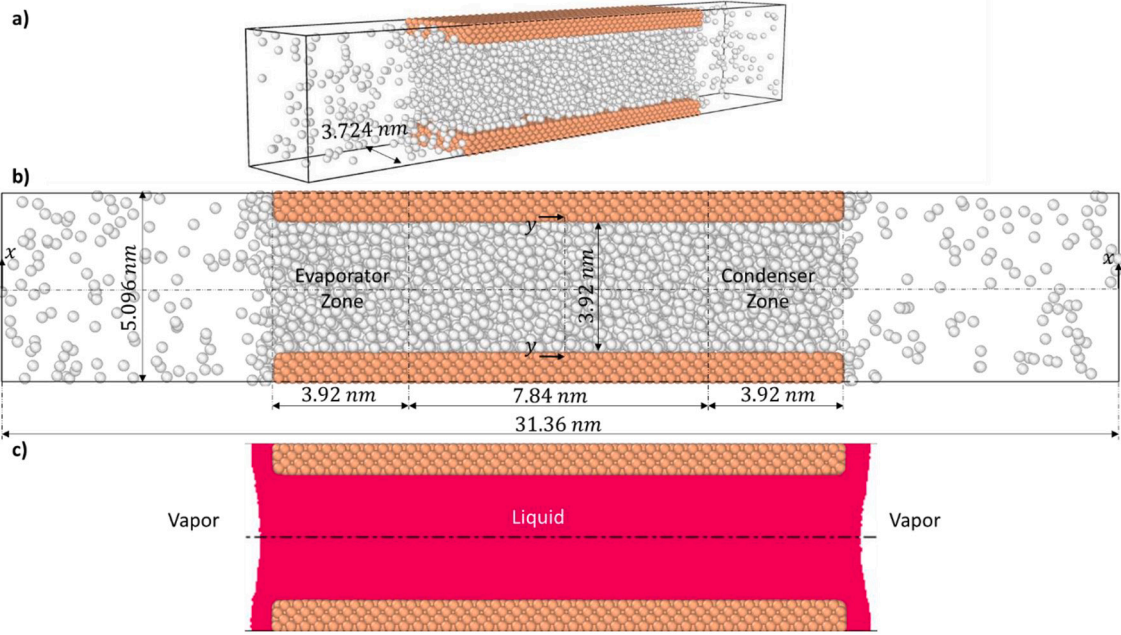 a)
3.724 nm
b)
x
5.096 nm
Evaporator
Zone
y
3.92 nm
y
Condenser
Zone
x
3.92 nm
7.84 nm
3.92 nm
31.36 nm
c)
Vapor
Liquid
Vapor